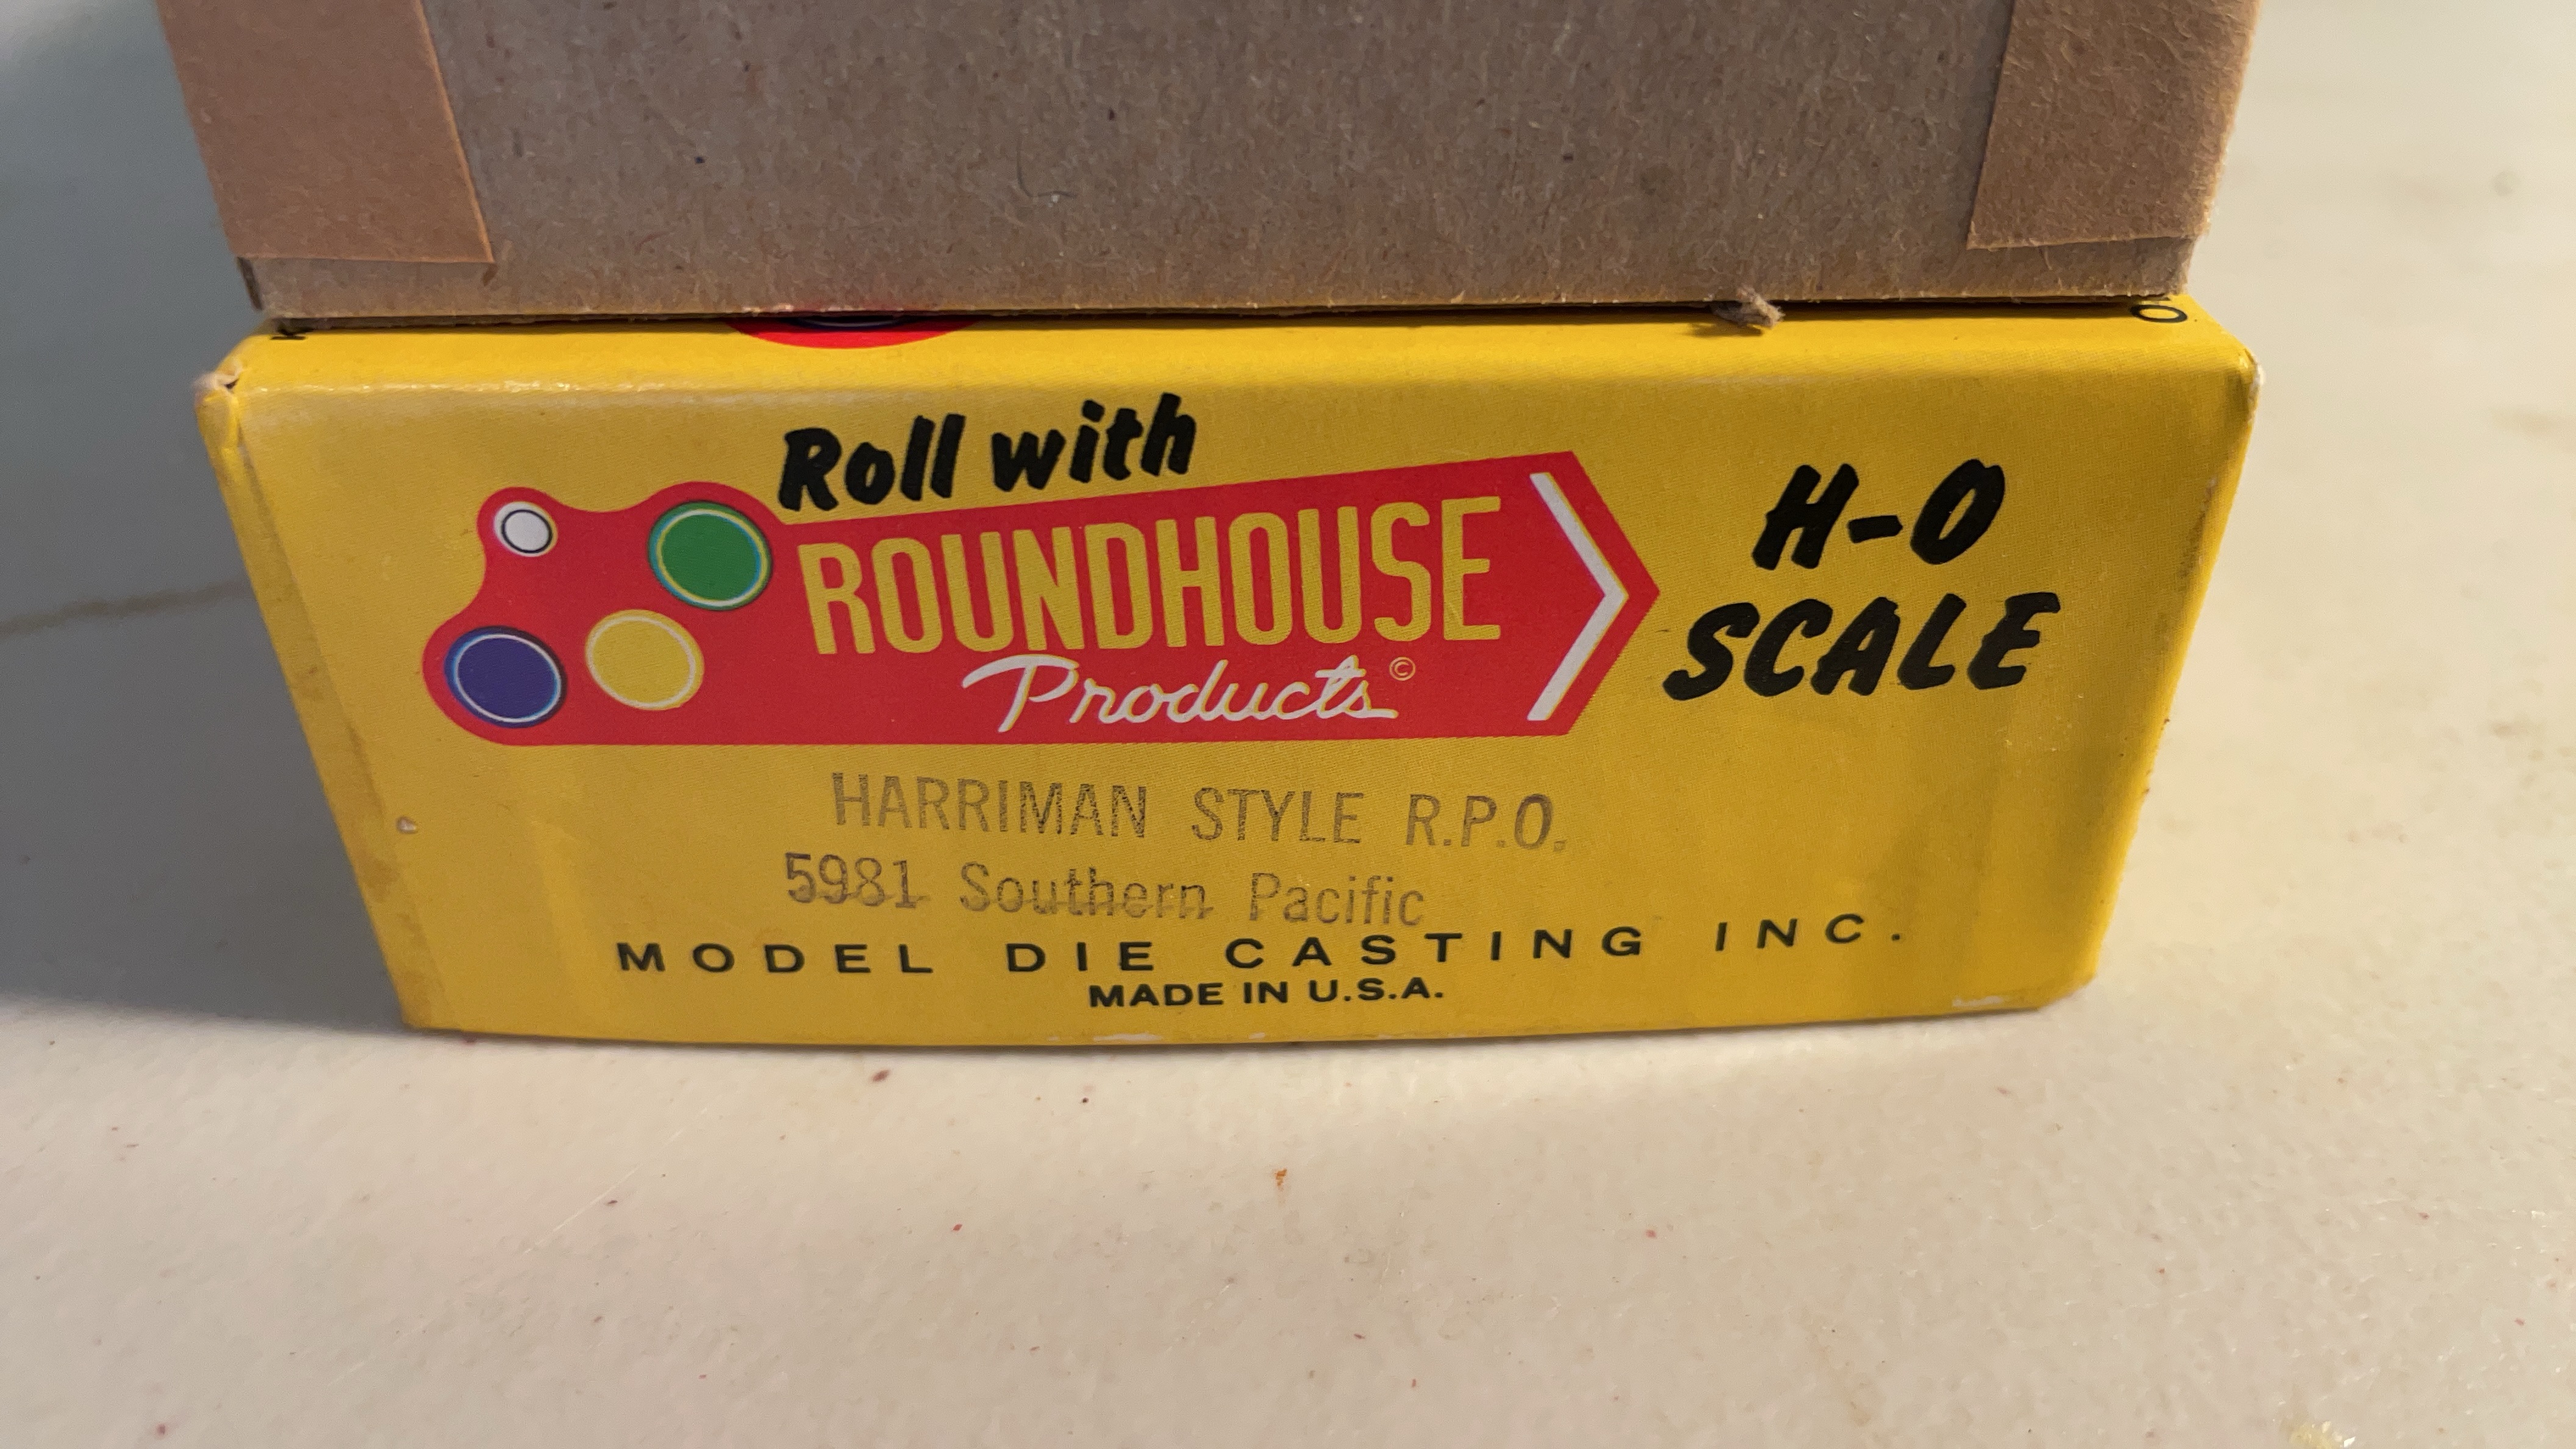 Roll with
ROUNDHOUSE
Products©
H-O
SCALE
HARRIMAN STYLE R.P.O.
5981 Southern Pacific
MODEL DIE CASTING INC.
MADE IN U.S.A.